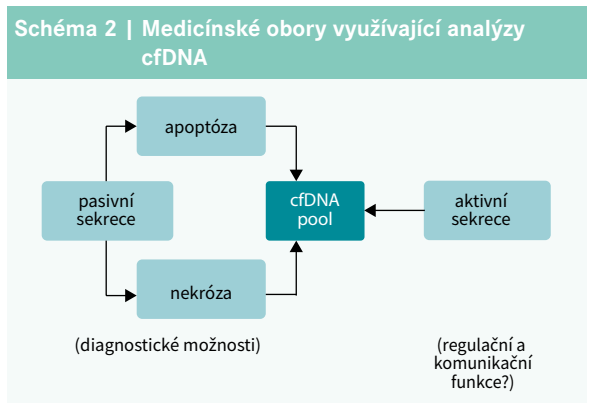 Schéma 2 | Medicínské obory využívající analýzy
cfDNA
apoptóza
pasivní
sekrece
cfDNA
pool
aktivní
sekrece
nekróza
(diagnostické možnosti)
(regulační a
komunikační
funkce?)